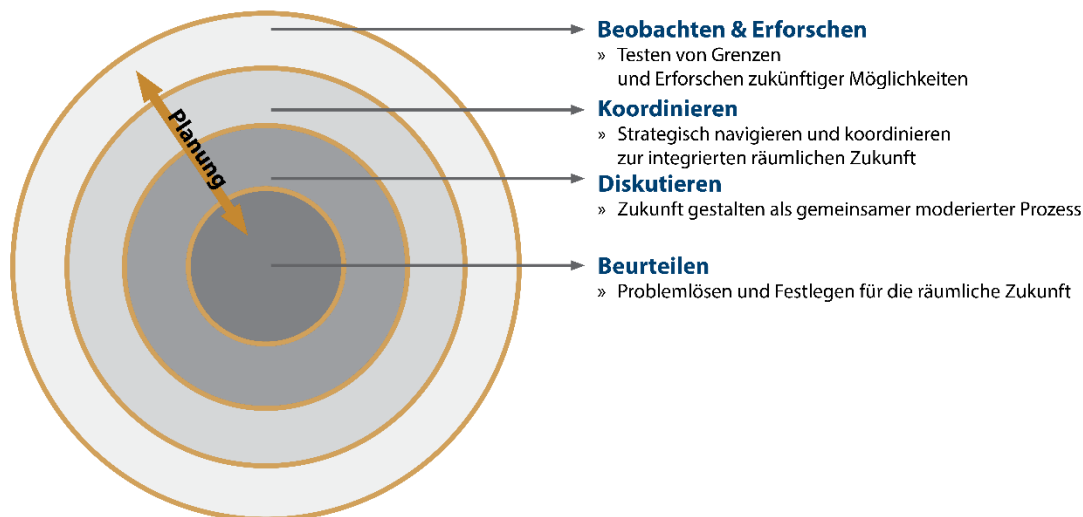 Planung
Beobachten & Erforschen
» Testen von Grenzen
und Erforschen zukünftiger Möglichkeiten
Koordinieren
» Strategisch navigieren und koordinieren
zur integrierten räumlichen Zukunft
Diskutieren
» Zukunft gestalten als gemeinsamer moderierter Prozess
Beurteilen
» Problemlösen und Festlegen für die räumliche Zukunft